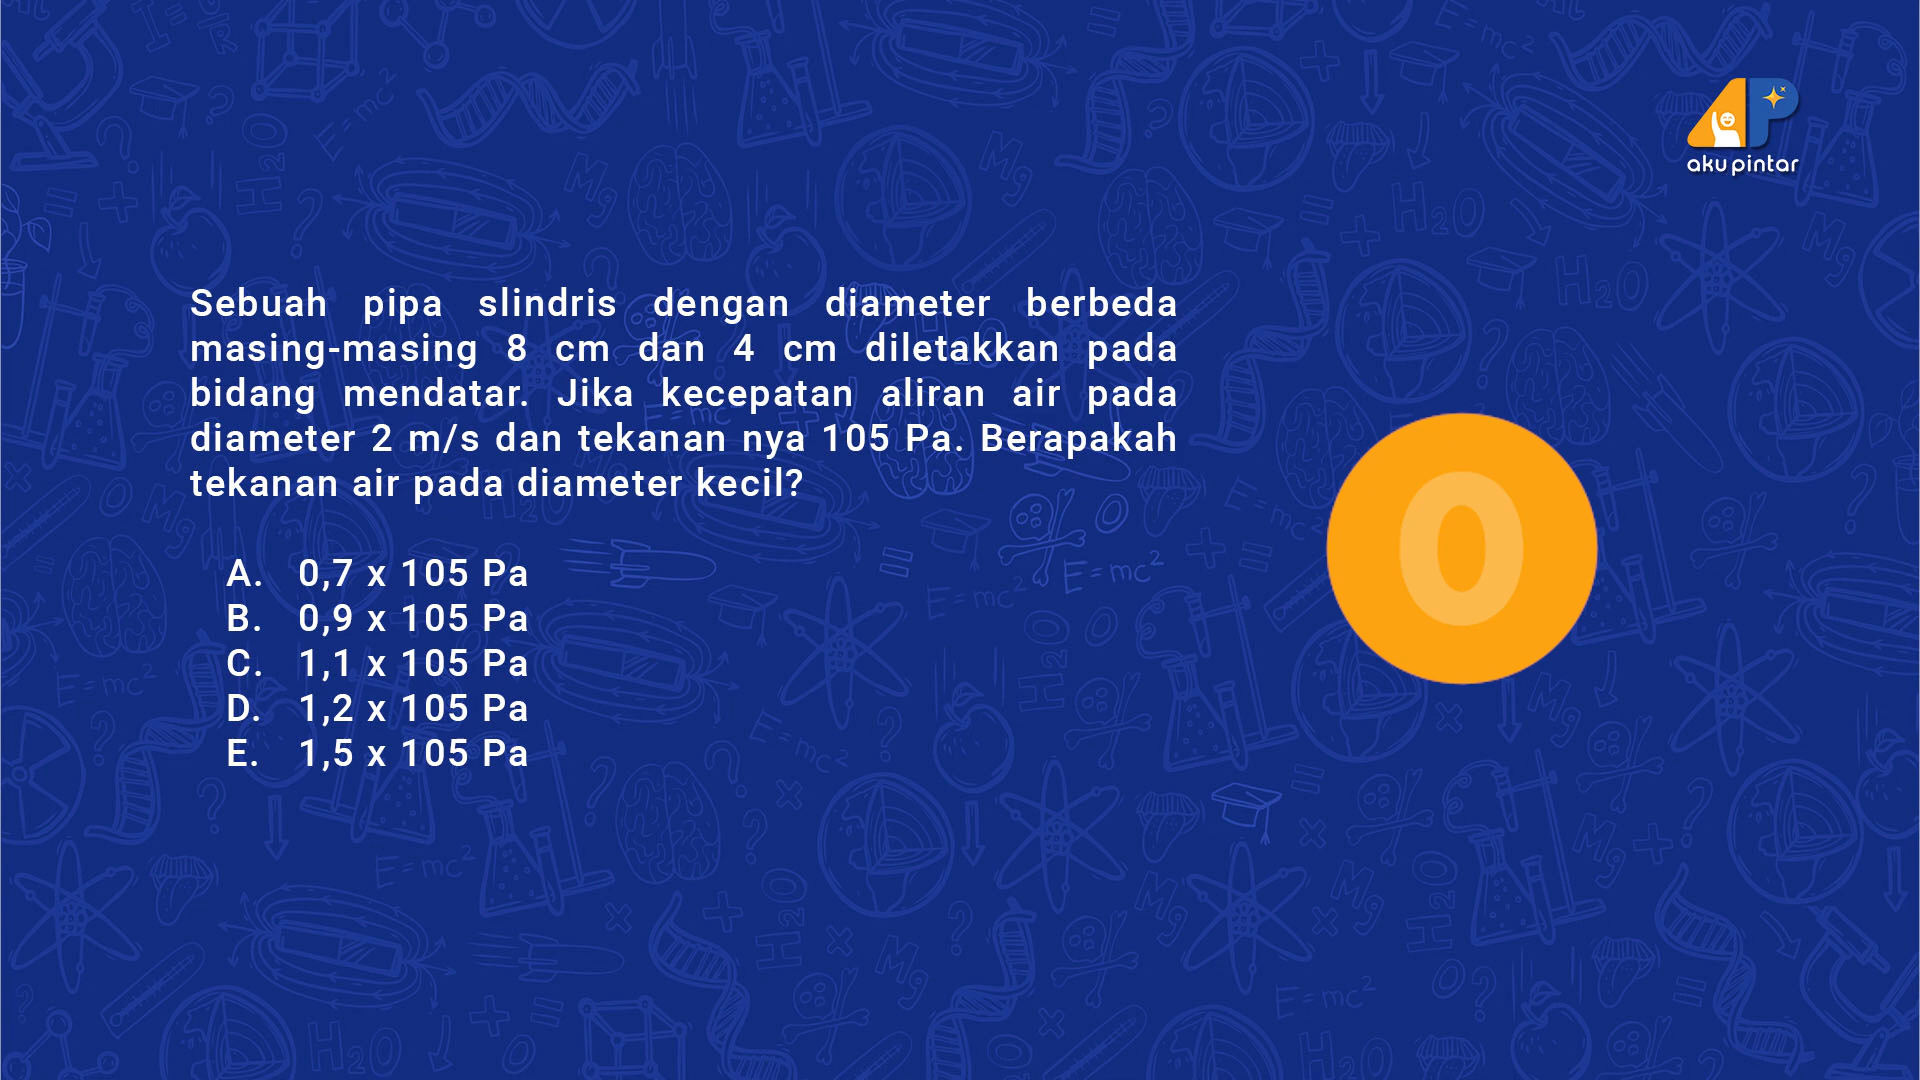 aku pintar
Sebuah pipa slindris dengan diameter berbeda
masing-masing 8 cm dan 4 cm diletakkan pada
bidang mendatar. Jika kecepatan aliran air pada
diameter 2 m/s dan tekanan nya 105 Pa. Berapakah
tekanan air pada diameter kecil?
A. 0,7 x 105 Pa
B. 0,9 x 105 Pa
C. 1,1 x 105 Pa
D. 1,2 x 105 Pa
E. 1,5 x 105 Pa
0